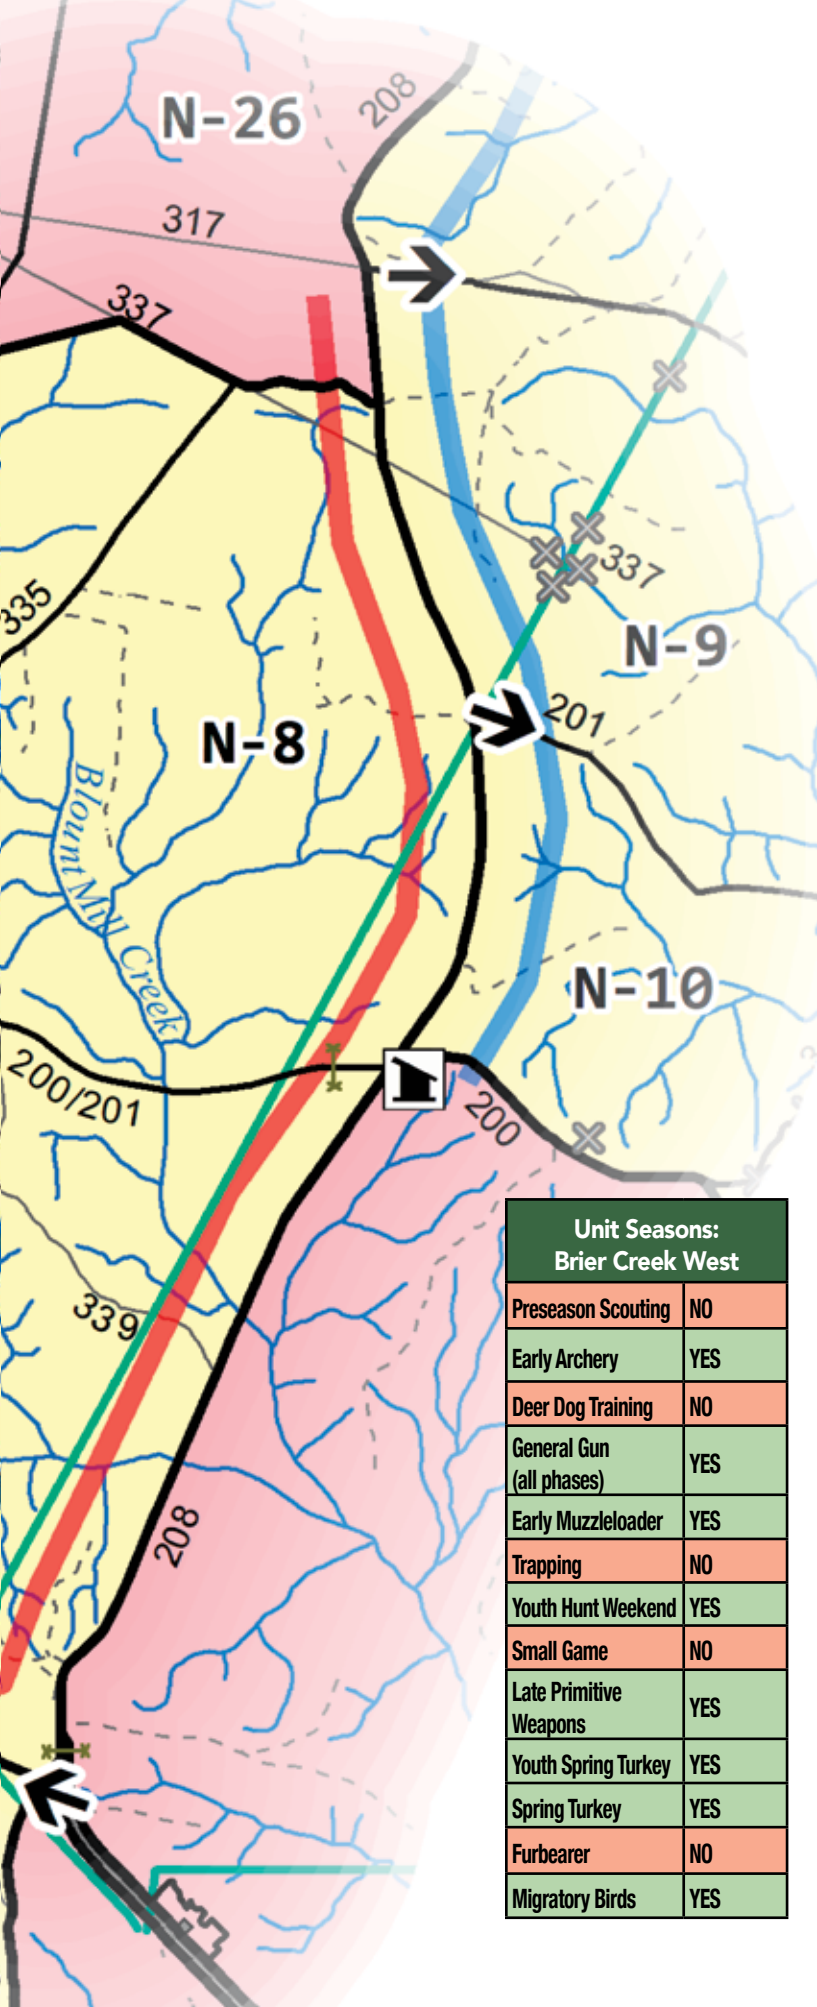 N-26
208
317
337
337
335
N-9
201
N-8
Blount Mill Creek
N-10
200/201
200
339
208
Unit Seasons:
Brier Creek West
Preseason Scouting NO
Early Archery YES
Deer Dog Training NO
General Gun
(all phases) YES
Early Muzzleloader YES
Trapping NO
Youth Hunt Weekend YES
Small Game NO
Late Primitive
Weapons YES
Youth Spring Turkey YES
Spring Turkey YES
Furbearer NO
Migratory Birds YES